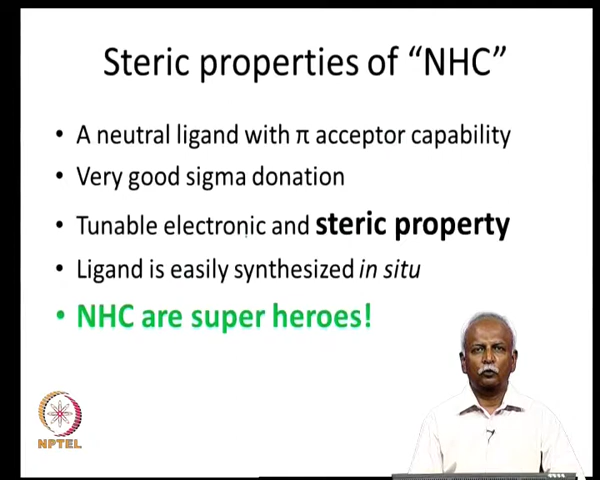 Steric properties of “NHC”
• A neutral ligand with π acceptor capability
• Very good sigma donation
• Tunable electronic and steric property
• Ligand is easily synthesized in situ
• NHC are super heroes!
NPTEL